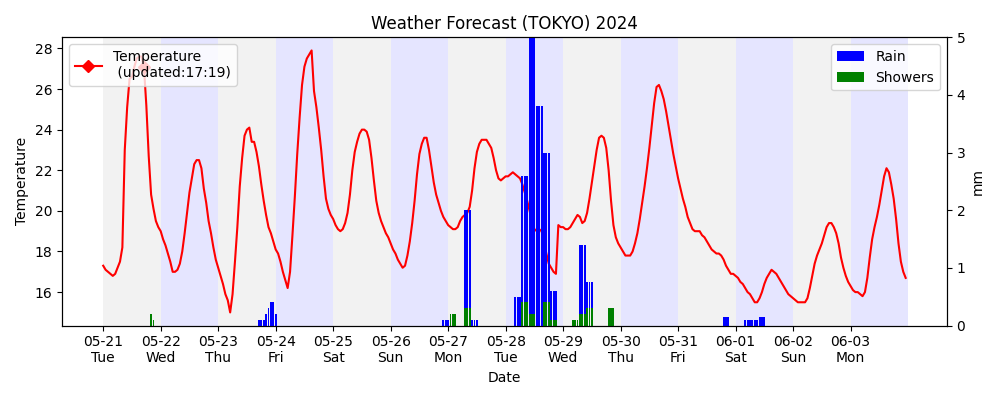 Weather Forecast (TOKYO) 2024
Temperature
(updated:17:19)
Rain
Showers
Temperature
28
26
24
22
20
18
16
5
4
3
2
1
0
mm
05-21 05-22 05-23 05-24 05-25 05-26 05-27 05-28 05-29 05-30 05-31 06-01 06-02 06-03
Tue Wed Thu Fri Sat Sun Mon Tue Wed Thu Fri Sat Sun Mon
Date